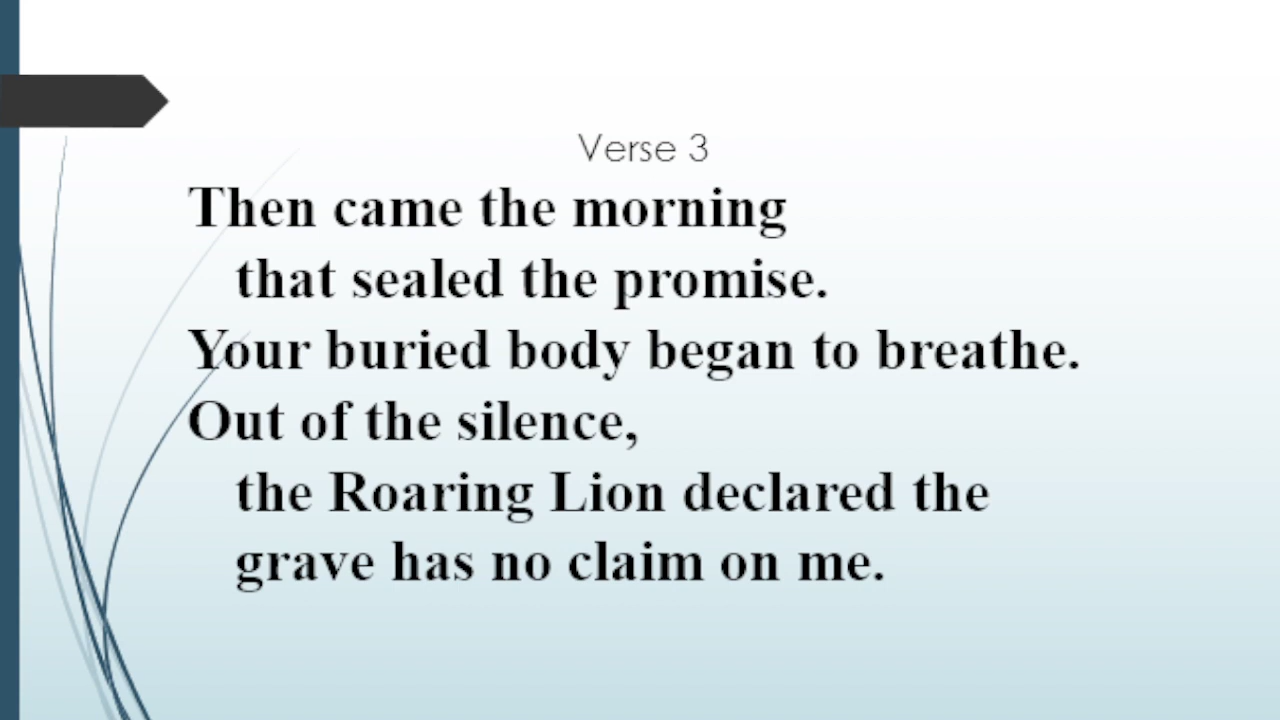 Verse 3
Then came the morning
that sealed the promise.
Your buried body began to breathe.
Out of the silence,
the Roaring Lion declared the
grave has no claim on me.